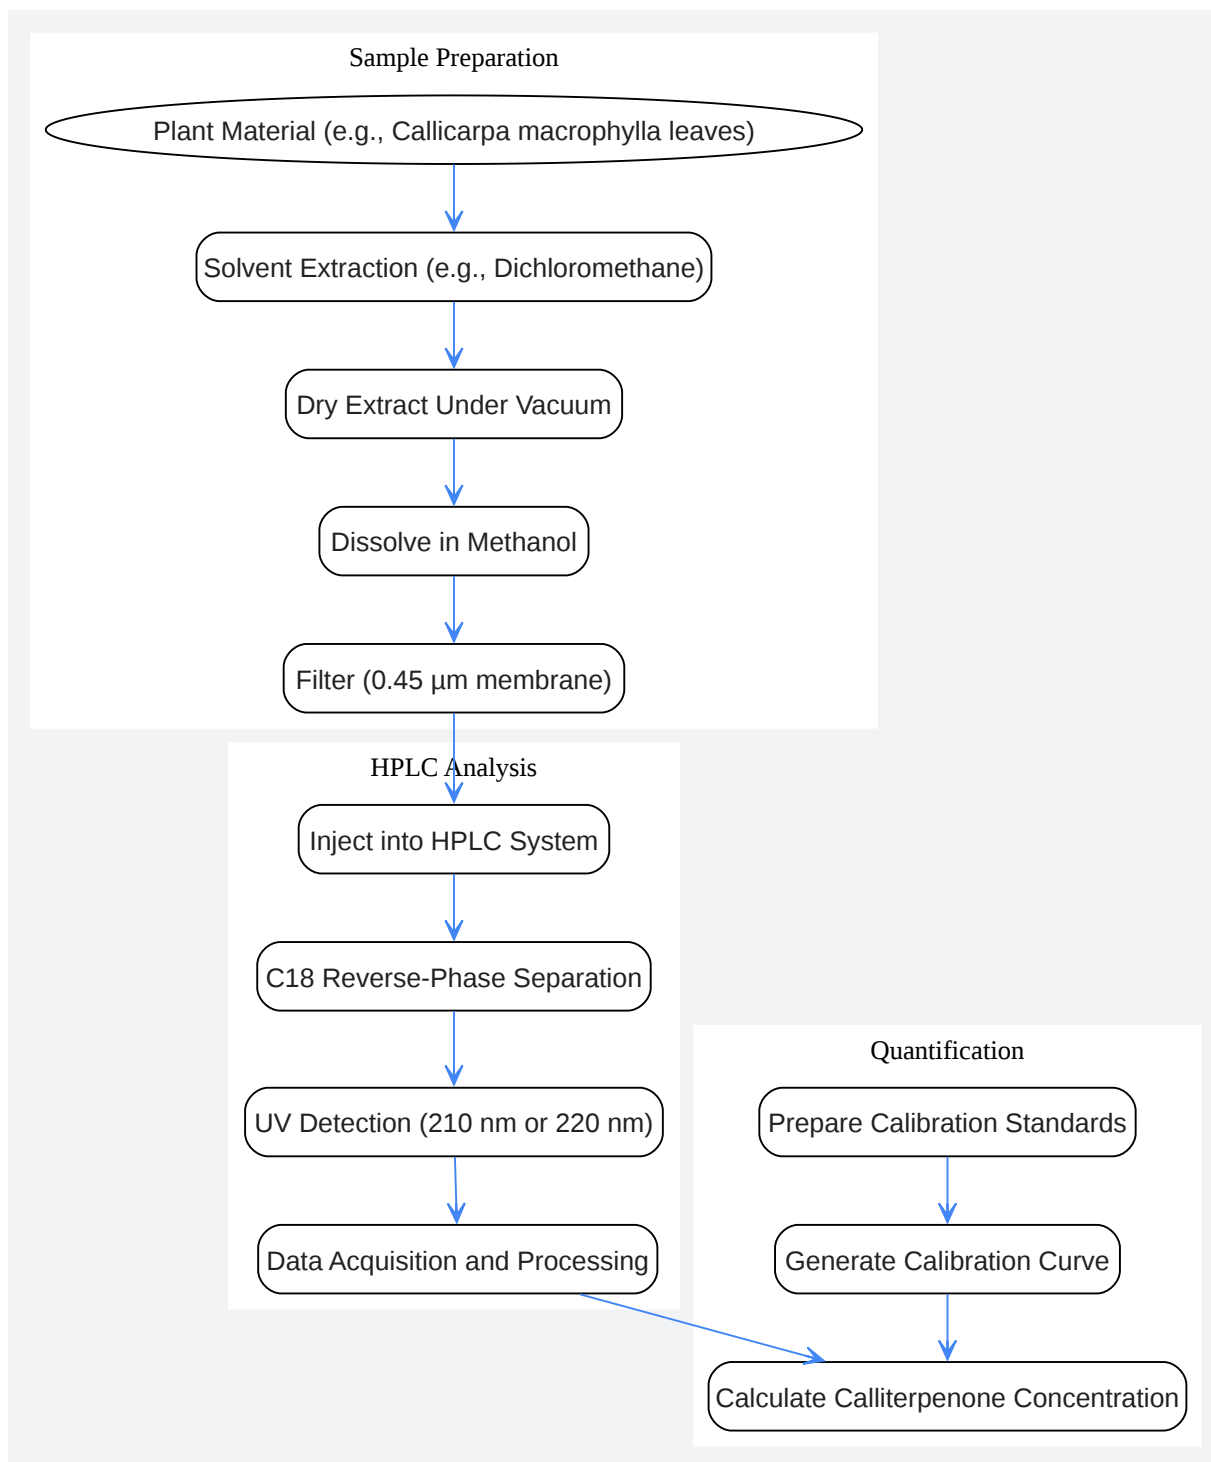 Sample Preparation
Plant Material (e.g., Callicarpa macrophylla leaves)
Solvent Extraction (e.g., Dichloromethane)
Dry Extract Under Vacuum
Dissolve in Methanol
Filter (0.45 µm membrane)
HPLC Analysis
Inject into HPLC System
C18 Reverse-Phase Separation
UV Detection (210 nm or 220 nm)
Data Acquisition and Processing
Quantification
Prepare Calibration Standards
Generate Calibration Curve
Calculate Calliterpenone Concentration